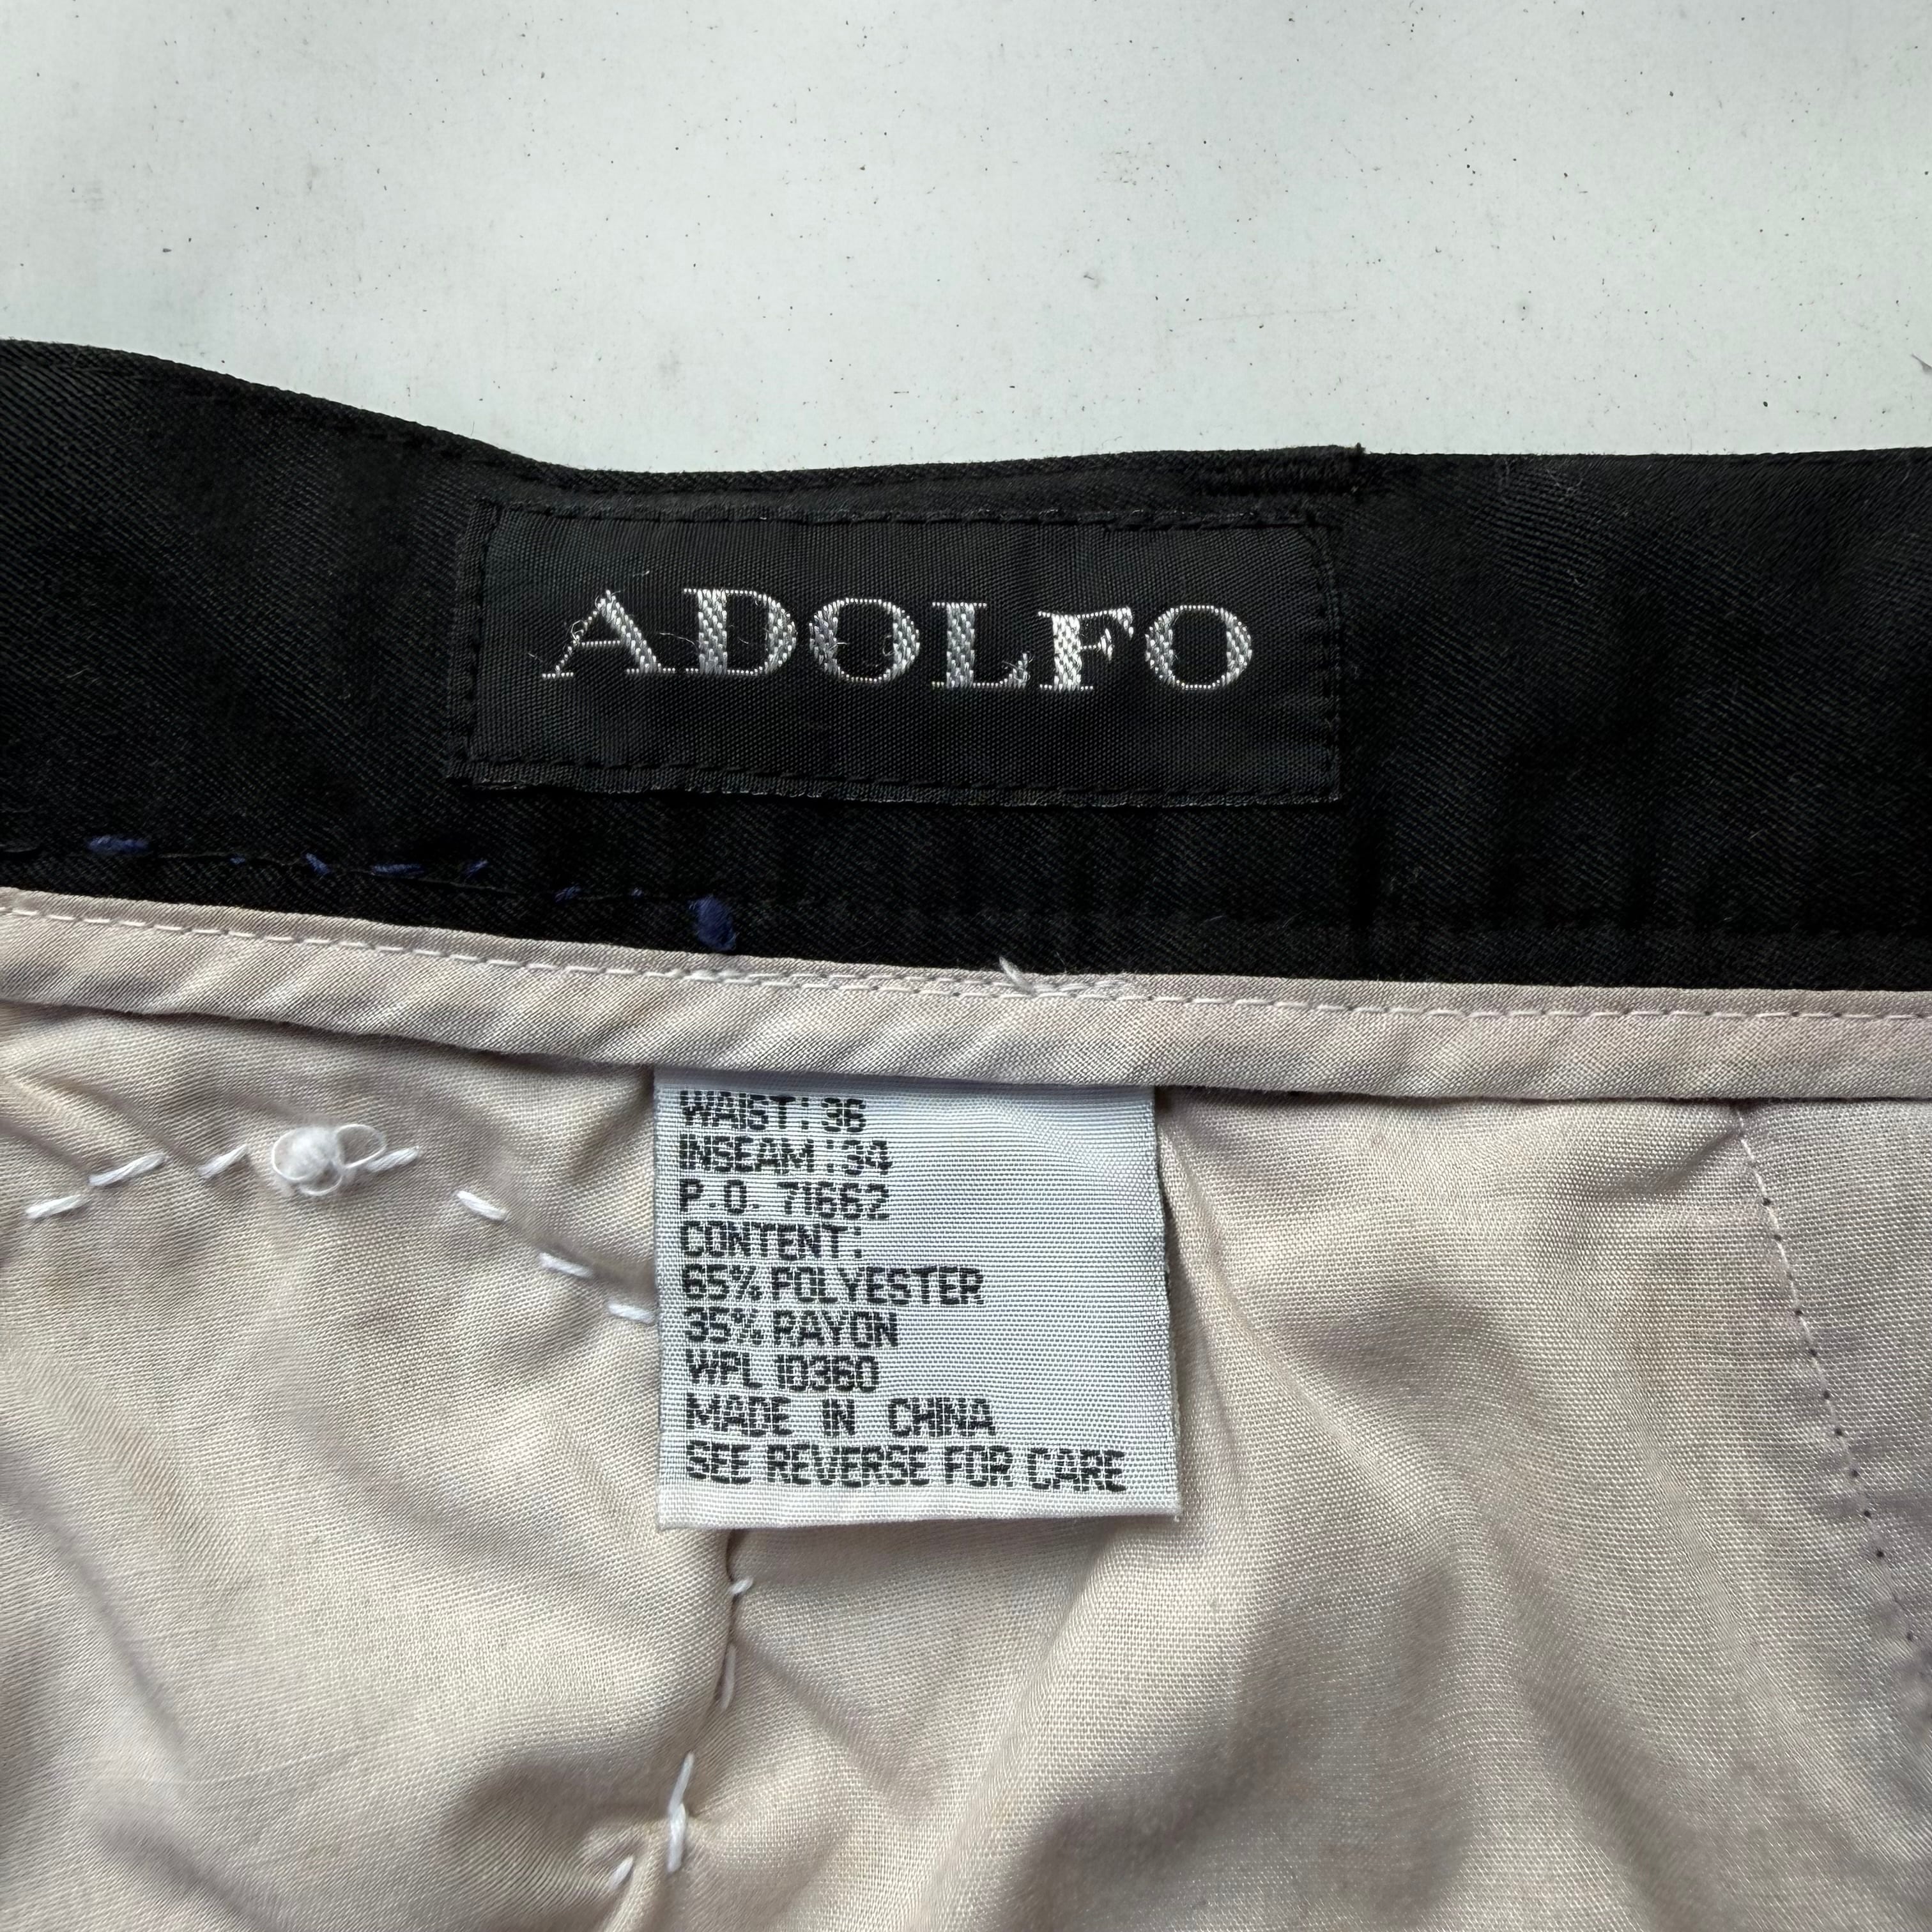 ADOLFO
WAIST: 36
INSEAM: 34
P.O. 71662
CONTENT:
65% POLYESTER
35% RAYON
WPL 10360
MADE IN CHINA
SEE REVERSE FOR CARE